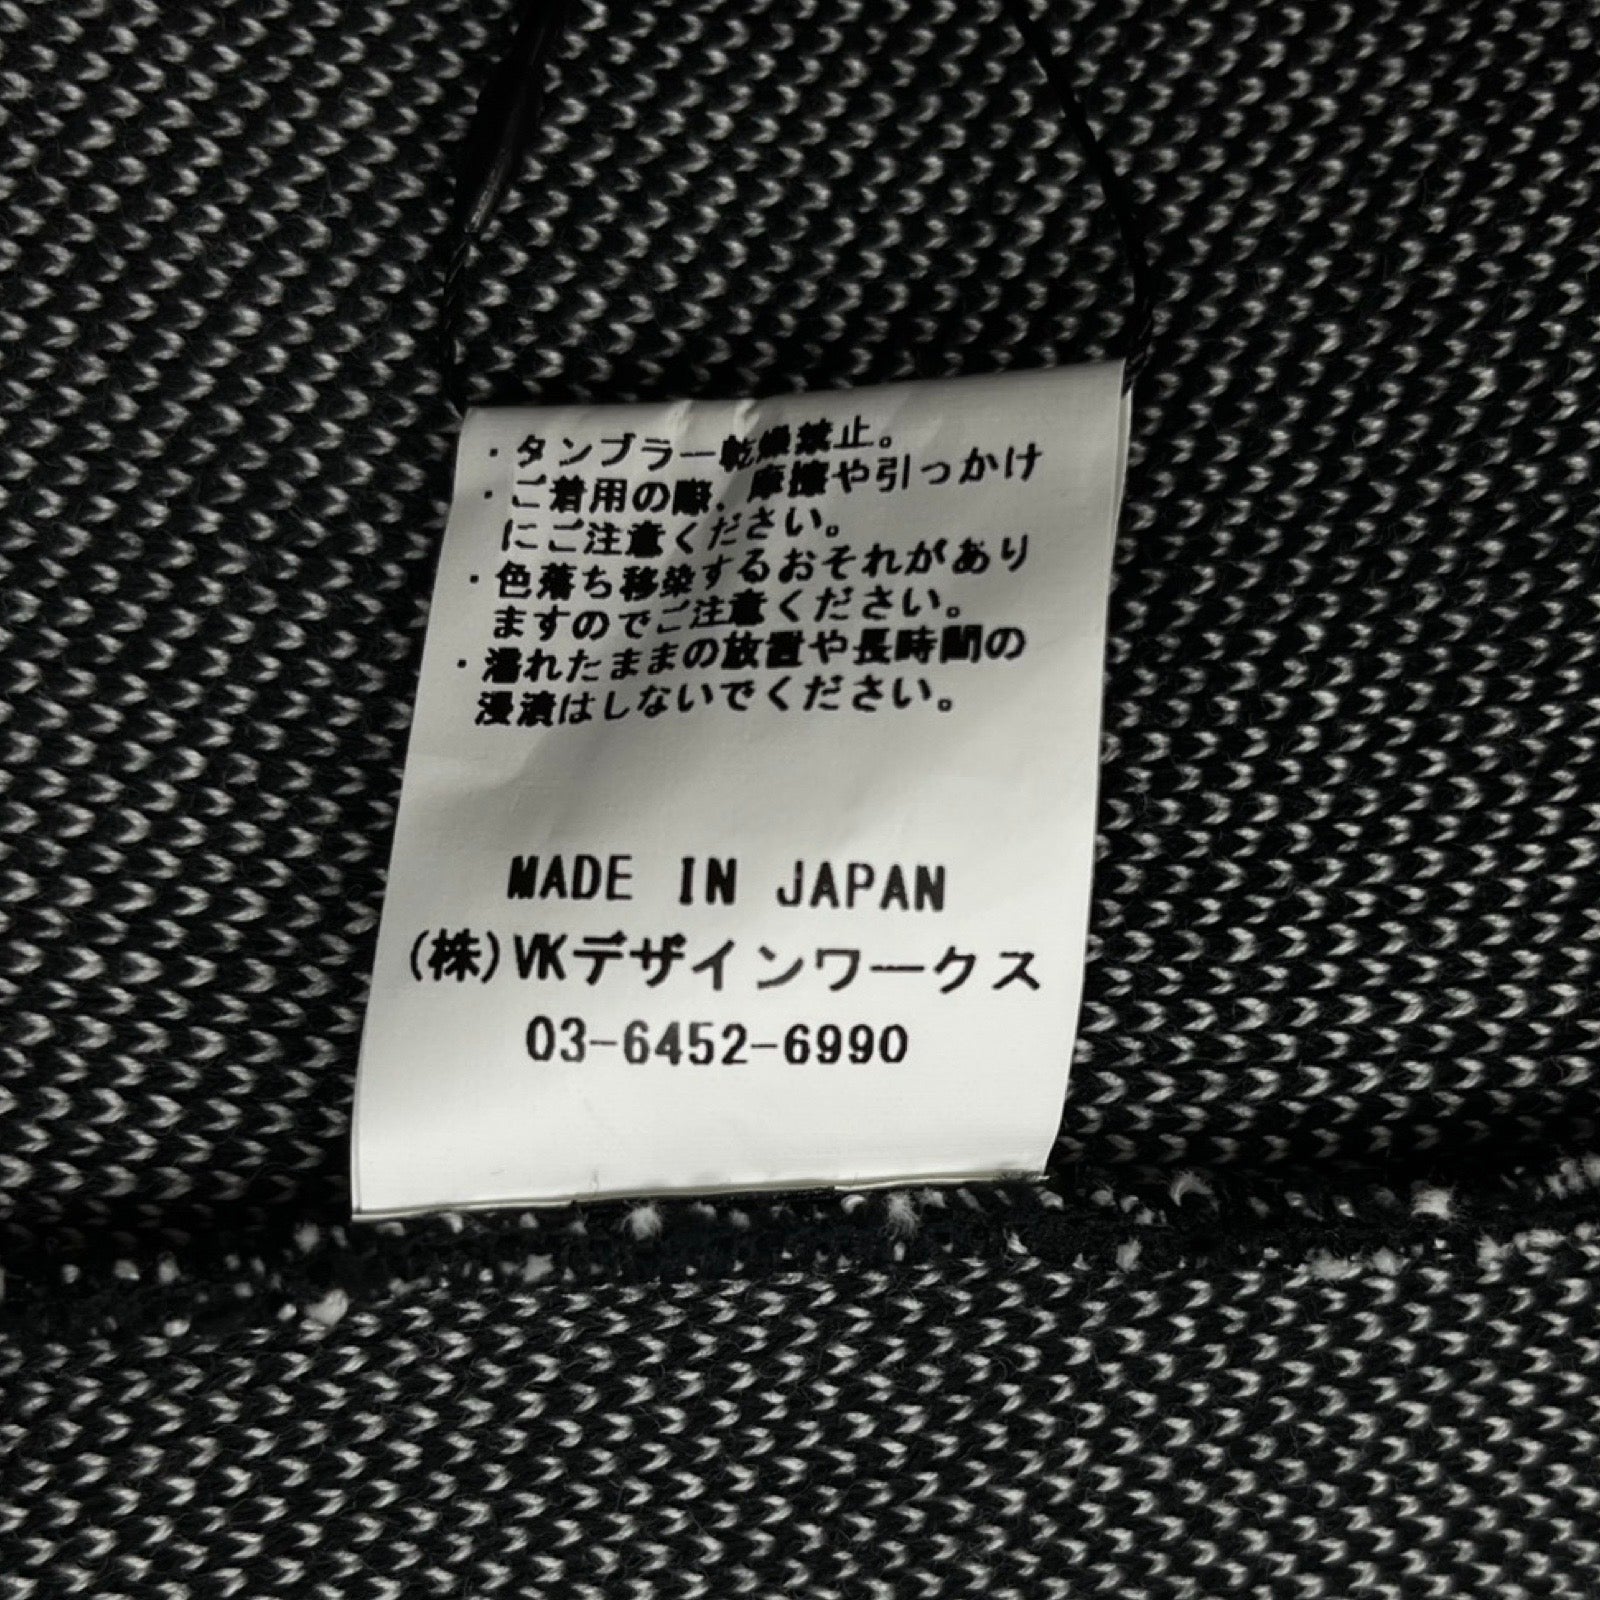 ・タンブラー乾燥禁止。
・ご着用の際、摩擦や引っかけ
にご注意ください。
・色落ち移染するおそれがあり
ますのでご注意ください。
・濡れたままの放置や長時間の
浸漬はしないでください。
MADE IN JAPAN
(株)VKデザインワークス
03-6452-6990